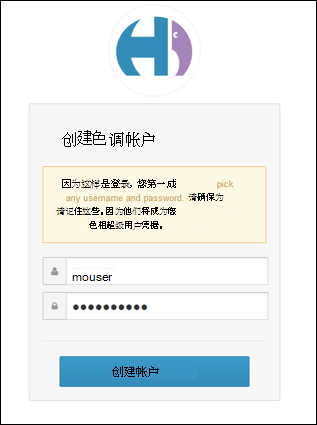 创建色调帐户
因为这样是登录，您第一成 pick
any username and password. 请确保为
请记住这些。因为他们将成为您
色相超级用户凭据。
mouser
创建帐户